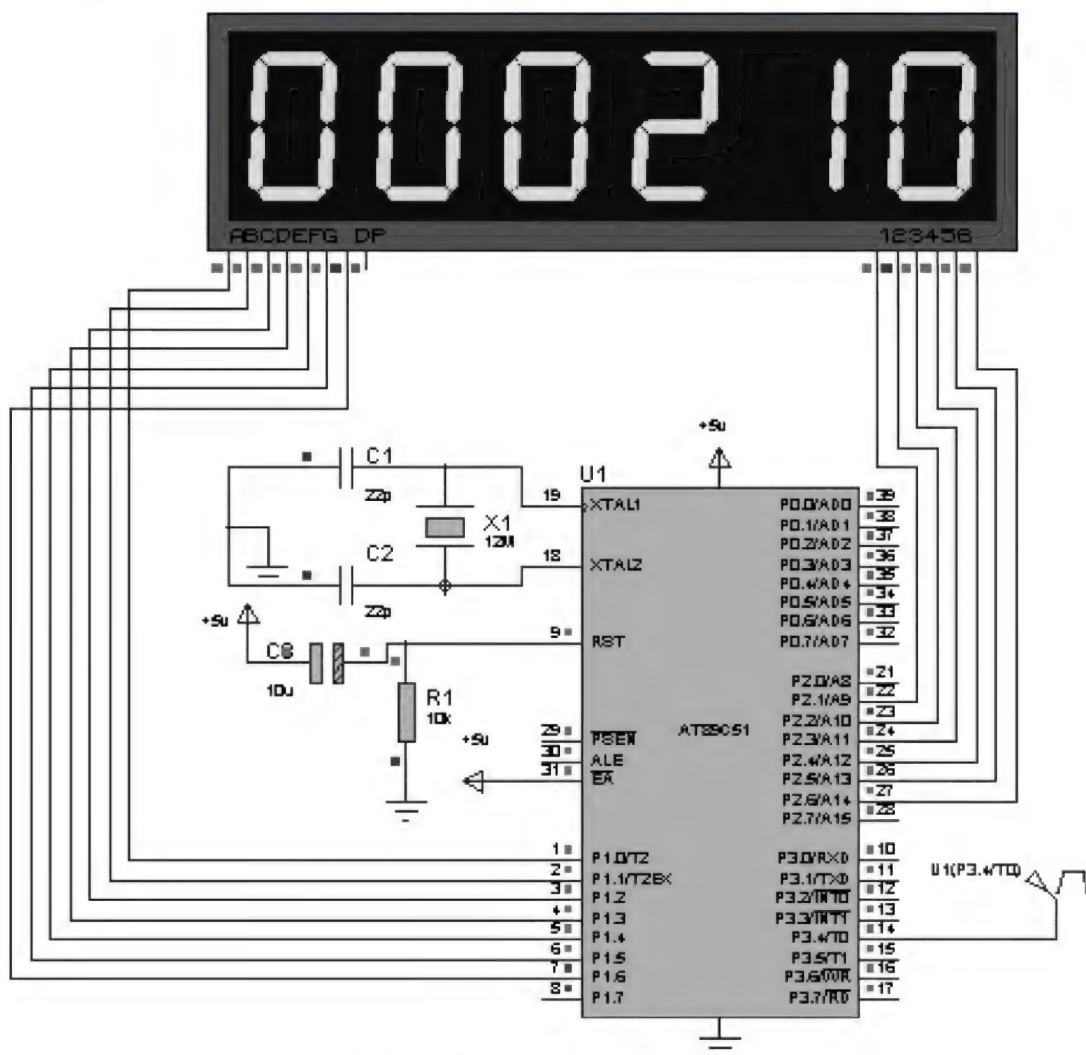 000210
ABCDEFG DP
123456
C1
22p
X1
12M
C2
22p
+5v
C8
10u
R1
10k
+5v
+5v
U1
AT89C51
19 XTAL1
18 XTAL2
9 RST
29 PSEN
30 ALE
31 EA
1 P1.0/T2
2 P1.1/T2EX
3 P1.2
4 P1.3
5 P1.4
6 P1.5
7 P1.6
8 P1.7
P0.0/AD0 39
P0.1/AD1 38
P0.2/AD2 37
P0.3/AD3 36
P0.4/AD4 35
P0.5/AD5 34
P0.6/AD6 33
P0.7/AD7 32
P2.0/A8 21
P2.1/A9 22
P2.2/A10 23
P2.3/A11 24
P2.4/A12 25
P2.5/A13 26
P2.6/A14 27
P2.7/A15 28
P3.0/RXD 10
P3.1/TXD 11
P3.2/INT0 12
P3.3/INT1 13
P3.4/T0 14
P3.5/T1 15
P3.6/WR 16
P3.7/RD 17
U1(P3.4/T0)